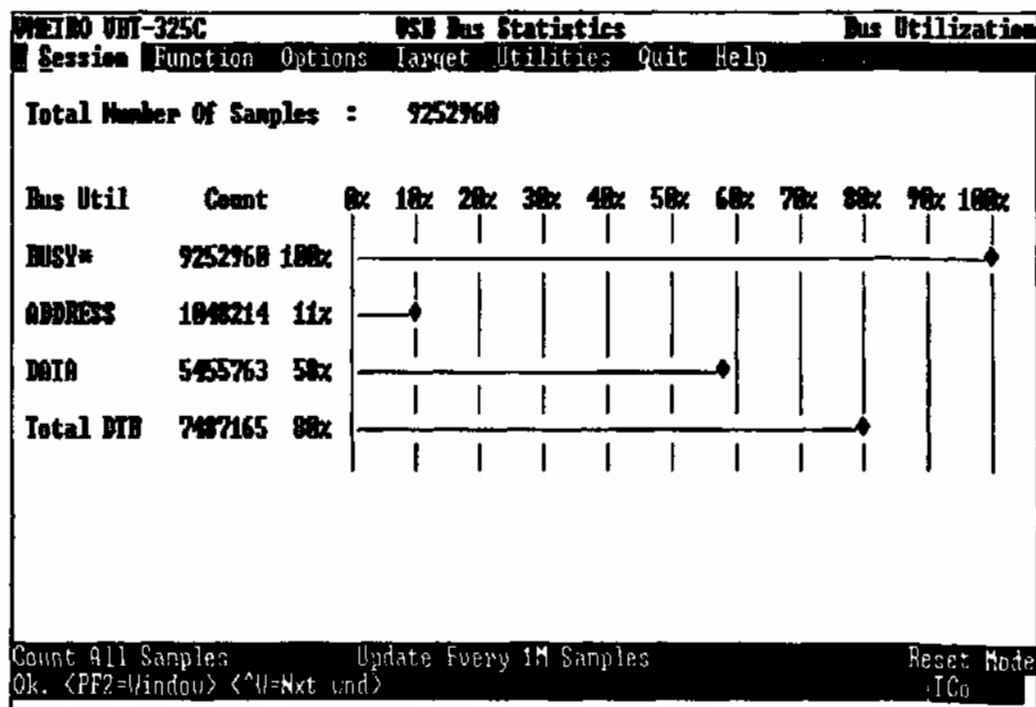 VMETRO VBT-325C VSB Bus Statistics Bus Utilization
Session Function Options Target Utilities Quit Help
Total Number Of Samples : 9252960
Bus Util Count 0% 10% 20% 30% 40% 50% 60% 70% 80% 90% 100%
BUSY* 9252960 100%
ADDRESS 11%
DATA 5455763 58%
Total DTB 80%
Count All Samples Update Every 1M Samples Reset Mode
Ok. <PF2=Window> <^W=Nxt wnd>